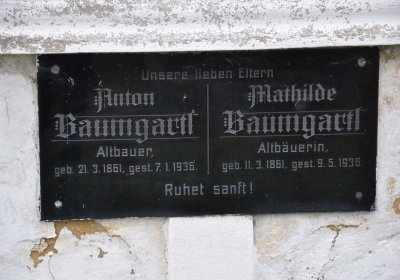 Unsere lieben Eltern
Anton Mathilde
Baumgartl Baumgartl
Altbauer, Altbäuerin,
geb. 21. 3. 1861, gest. 7. 1. 1936. geb. 11. 3. 1861, gest. 9. 5. 1936.
Ruhet sanft!